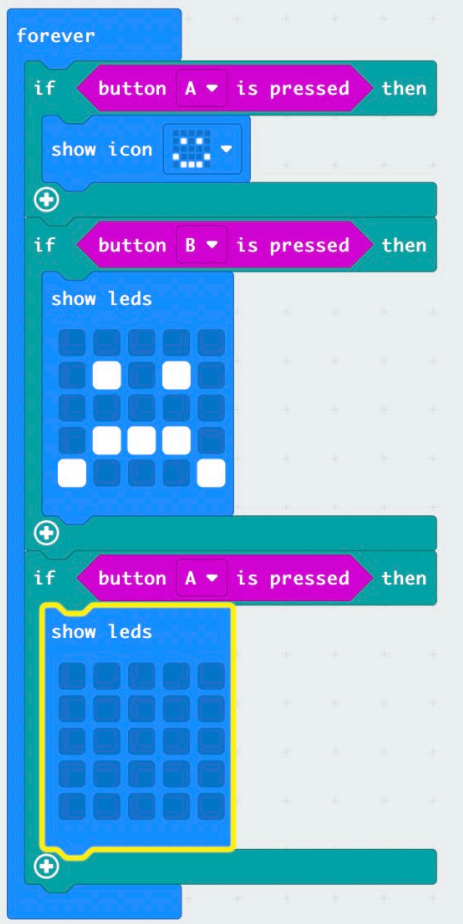 forever
if button A is pressed then
show icon
if button B is pressed then
show leds
if button A is pressed then
show leds